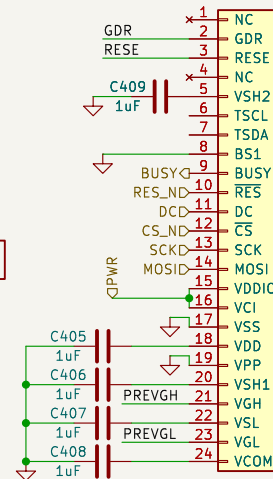 1 NC
GDR 2 GDR
RESE 3 RESE
4 NC
C409 1uF 5 VSH2
6 TSCL
7 TSDA
8 BS1
BUSY 9 BUSY
RES_N 10 RES
DC 11 DC
CS_N 12 CS
SCK 13 SCK
MOSI 14 MOSI
PWR 15 VDDIO
16 VCI
17 VSS
C405 1uF 18 VDD
19 VPP
C406 1uF 20 VSH1
PREVGH 21 VGH
C407 1uF 22 VSL
PREVGL 23 VGL
C408 1uF 24 VCOM